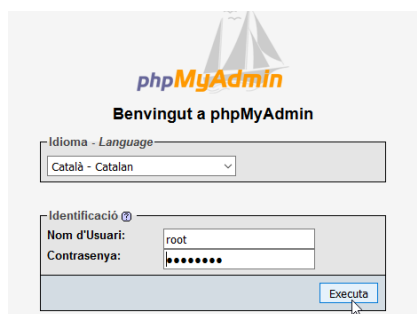 phpMyAdmin
Benvingut a phpMyAdmin
Idioma - Language
Català - Catalan
Identificació
Nom d'Usuari:
root
Contrasenya:
••••••••
Executa